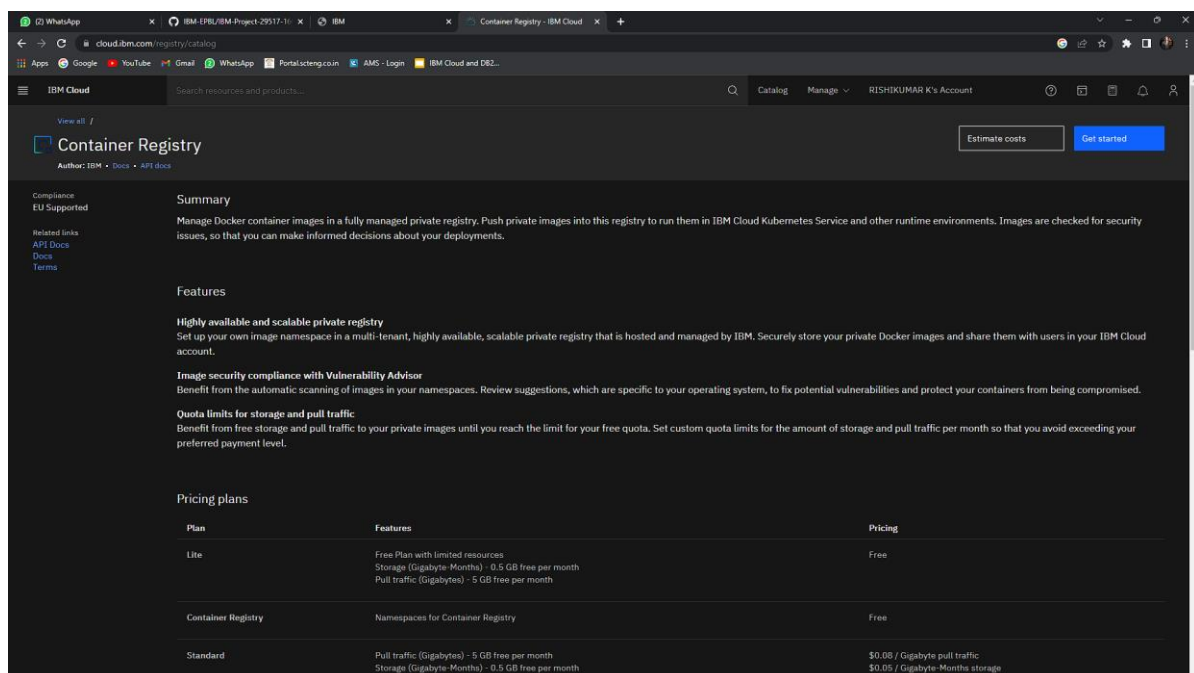 (2) WhatsApp
IBM-EPBL/IBM-Project-29517-16
IBM
Container Registry - IBM Cloud
cloud.ibm.com/registry/catalog
Apps Google YouTube Gmail WhatsApp Portal.scteng.co.in AMS - Login IBM Cloud and DB2...
IBM Cloud Search resources and products... Catalog Manage RISHIKUMAR K's Account
View all /
Container Registry
Author: IBM • Docs • API docs
Estimate costs Get started
Compliance
EU Supported
Related links
API Docs
Docs
Terms
Summary
Manage Docker container images in a fully managed private registry. Push private images into this registry to run them in IBM Cloud Kubernetes Service and other runtime environments. Images are checked for security
issues, so that you can make informed decisions about your deployments.
Features
Highly available and scalable private registry
Set up your own image namespace in a multi-tenant, highly available, scalable private registry that is hosted and managed by IBM. Securely store your private Docker images and share them with users in your IBM Cloud
account.
Image security compliance with Vulnerability Advisor
Benefit from the automatic scanning of images in your namespaces. Review suggestions, which are specific to your operating system, to fix potential vulnerabilities and protect your containers from being compromised.
Quota limits for storage and pull traffic
Benefit from free storage and pull traffic to your private images until you reach the limit for your free quota. Set custom quota limits for the amount of storage and pull traffic per month so that you avoid exceeding your
preferred payment level.
Pricing plans
Plan Features Pricing
Lite Free Plan with limited resources Free
Storage (Gigabyte-Months) - 0.5 GB free per month
Pull traffic (Gigabytes) - 5 GB free per month
Container Registry Namespaces for Container Registry Free
Standard Pull traffic (Gigabytes) - 5 GB free per month $0.08 / Gigabyte pull traffic
Storage (Gigabyte-Months) - 0.5 GB free per month $0.05 / Gigabyte-Months storage